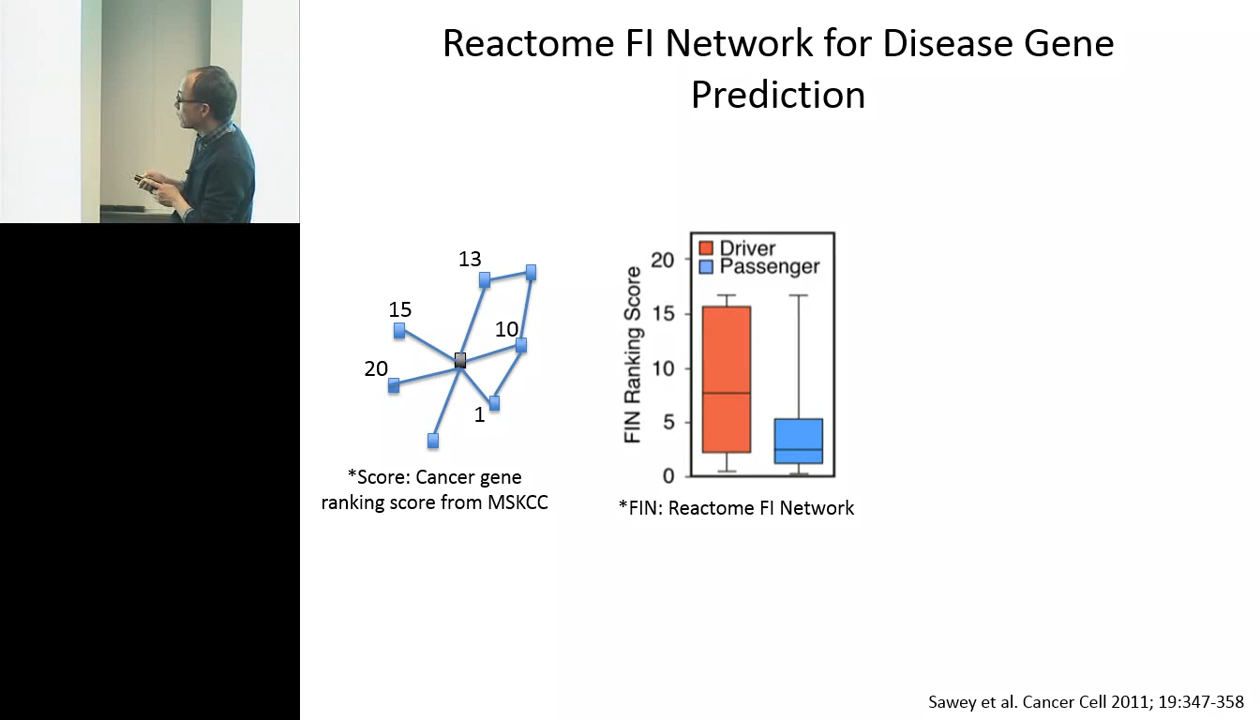 Reactome FI Network for Disease Gene
Prediction
13
15
10
20
1
*Score: Cancer gene
ranking score from MSKCC
Driver
Passenger
FIN Ranking Score
20
15
10
5
0
*FIN: Reactome FI Network
Sawey et al. Cancer Cell 2011; 19:347-358